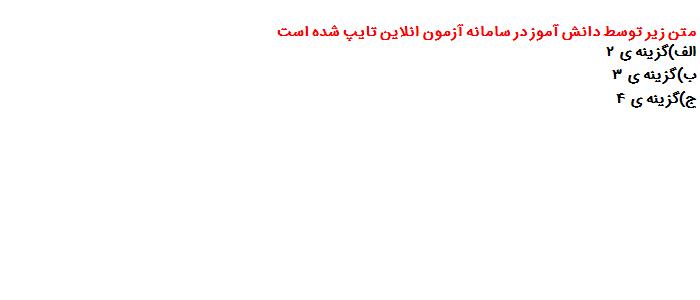 متن زیر توسط دانش آموز در سامانه آزمون انلاین تایپ شده است
الف)گزینه ی ۲
ب)گزینه ی ۳
ج)گزینه ی ۴